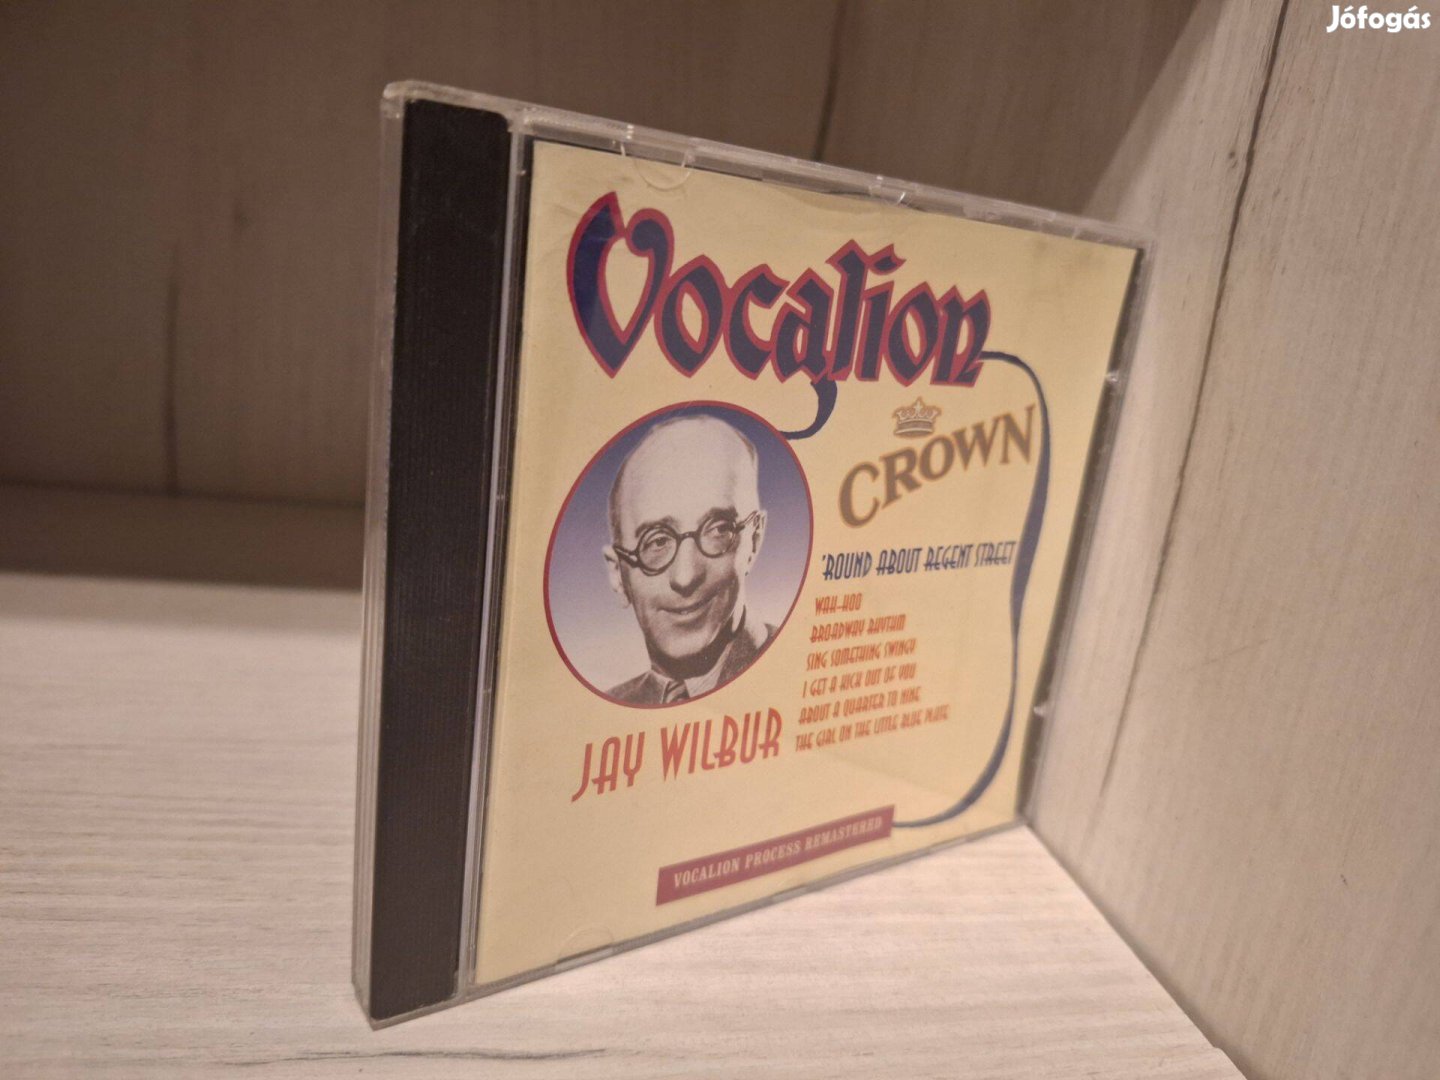 Jófogás
Vocalion
CROWN
'ROUND ABOUT REGENT STREET
WAH-HOO
BROADWAY RHYTHM
SING SOMETHING SWINGY
I GET A KICK OUT OF YOU
ABOUT A QUARTER TO NINE
THE GIRL ON THE LITTLE BLUE PLATE
JAY WILBUR
VOCALION PROCESS REMASTERED